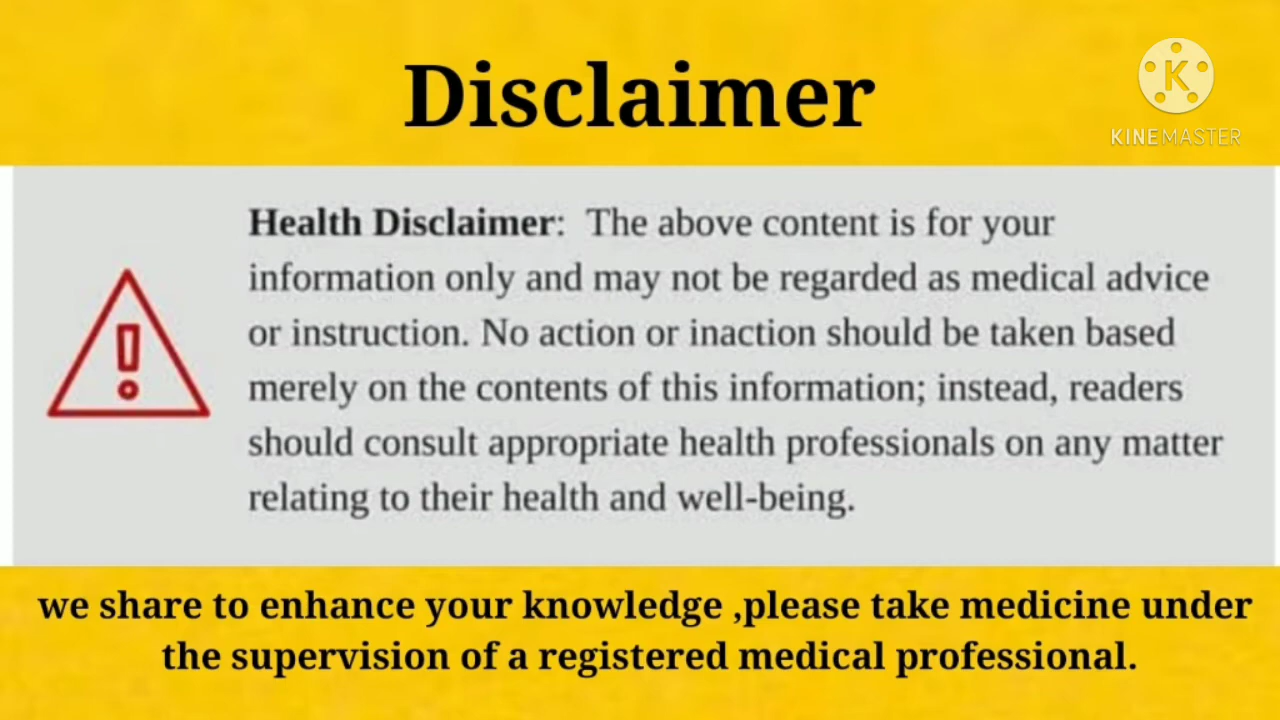 Disclaimer
K
KINEMASTER
Health Disclaimer: The above content is for your
information only and may not be regarded as medical advice
or instruction. No action or inaction should be taken based
merely on the contents of this information; instead, readers
should consult appropriate health professionals on any matter
relating to their health and well-being.
we share to enhance your knowledge ,please take medicine under
the supervision of a registered medical professional.